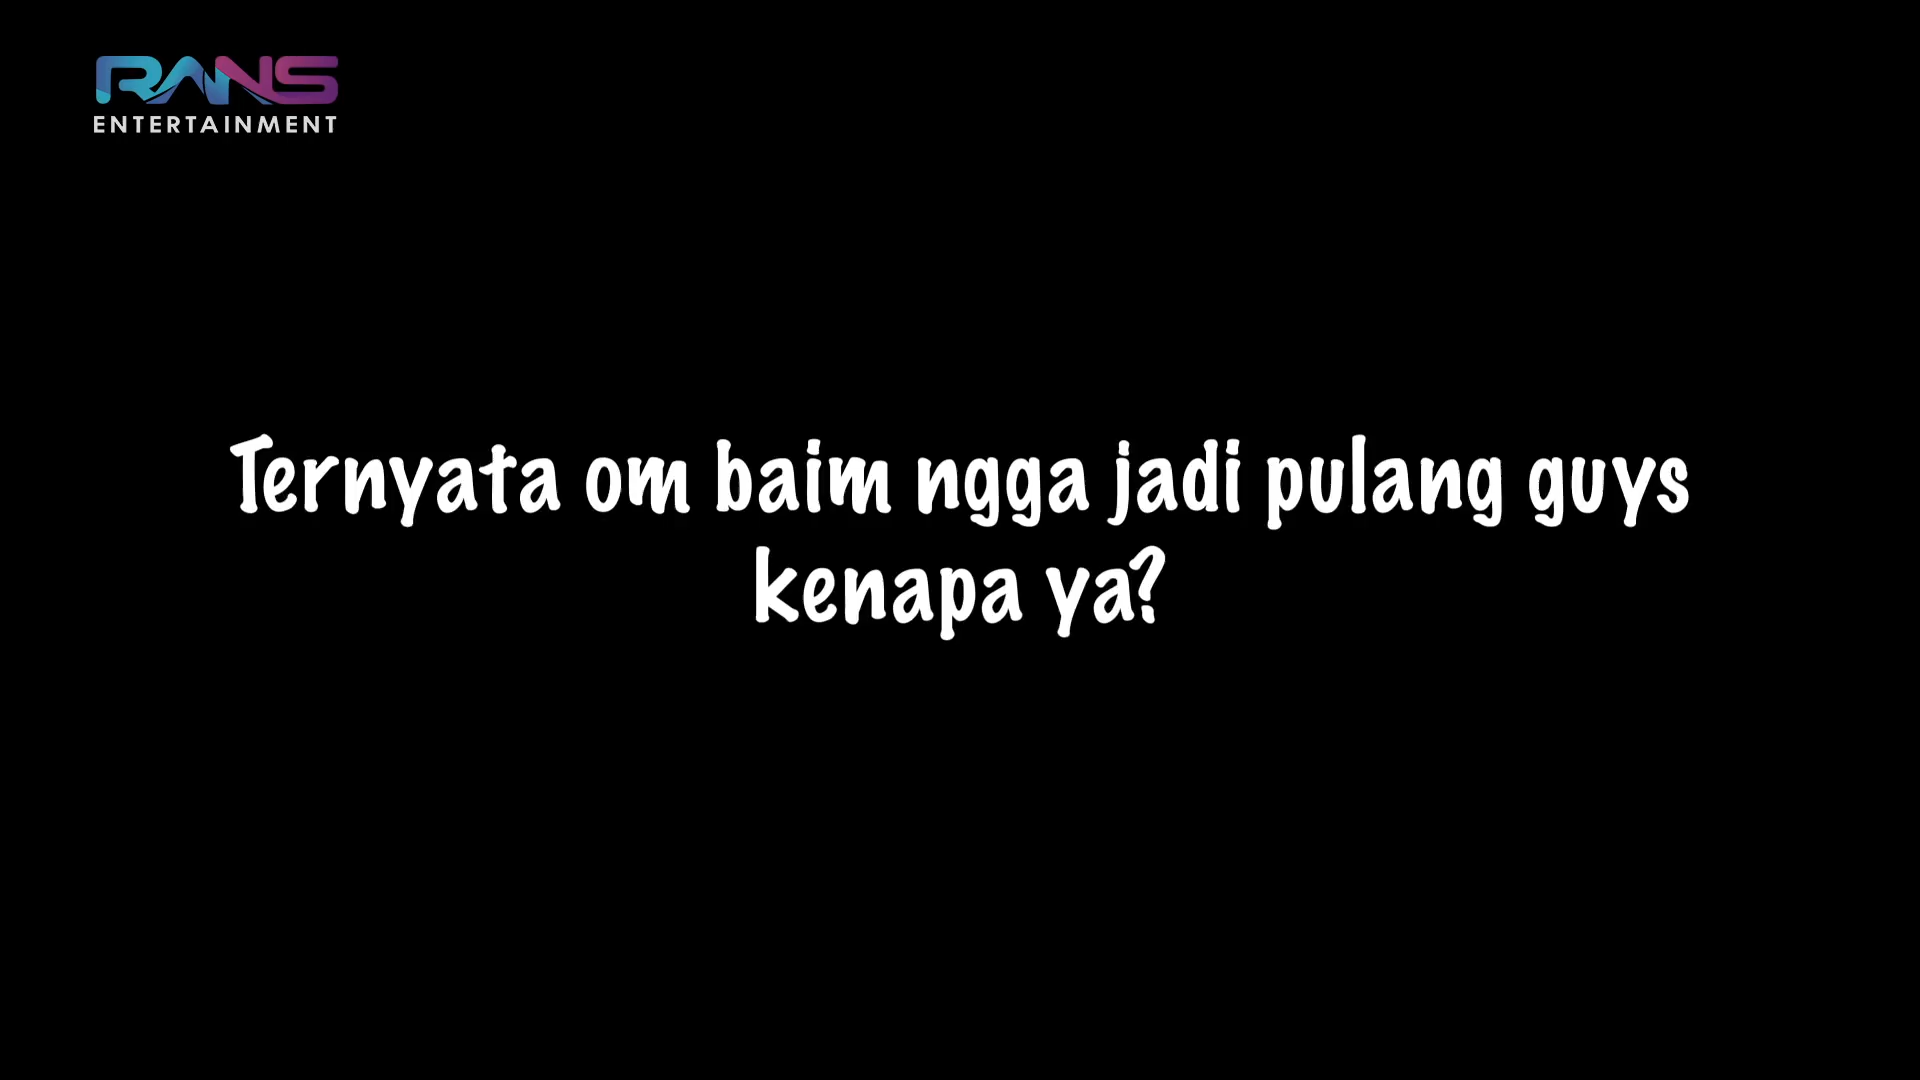 RANS
ENTERTAINMENT
Ternyata om baim ngga jadi pulang guys
kenapa ya?